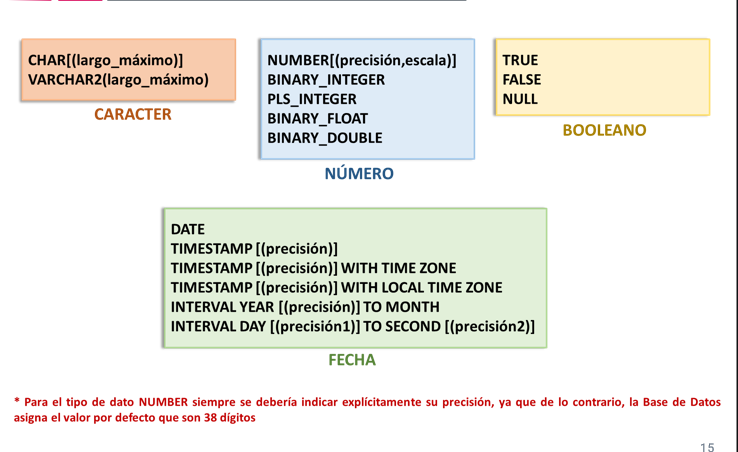 CHAR[(largo_máximo)]
VARCHAR2(largo_máximo)
CARACTER
NUMBER[(precisión,escala)]
BINARY_INTEGER
PLS_INTEGER
BINARY_FLOAT
BINARY_DOUBLE
NÚMERO
TRUE
FALSE
NULL
BOOLEANO
DATE
TIMESTAMP [(precisión)]
TIMESTAMP [(precisión)] WITH TIME ZONE
TIMESTAMP [(precisión)] WITH LOCAL TIME ZONE
INTERVAL YEAR [(precisión)] TO MONTH
INTERVAL DAY [(precisión1)] TO SECOND [(precisión2)]
FECHA
* Para el tipo de dato NUMBER siempre se debería indicar explícitamente su precisión, ya que de lo contrario, la Base de Datos
asigna el valor por defecto que son 38 dígitos
15